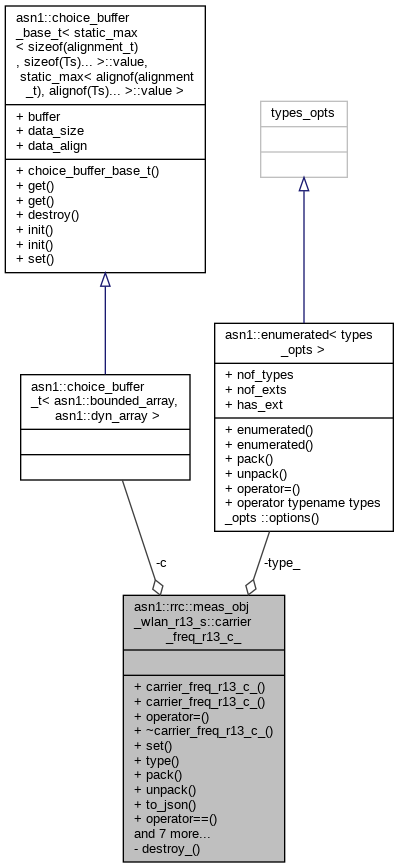 asn1::choice_buffer
_base_t< static_max
< sizeof(alignment_t)
, sizeof(Ts)... >::value,
static_max< alignof(alignment
_t), alignof(Ts)... >::value >
+ buffer
+ data_size
+ data_align
+ choice_buffer_base_t()
+ get()
+ get()
+ destroy()
+ init()
+ init()
+ set()
types_opts
asn1::enumerated< types
_opts >
+ nof_types
+ nof_exts
+ has_ext
+ enumerated()
+ enumerated()
+ pack()
+ unpack()
+ operator=()
+ operator typename types
_opts ::options()
asn1::choice_buffer
_t< asn1::bounded_array,
asn1::dyn_array >
-c
-type_
asn1::rrc::meas_obj
_wlan_r13_s::carrier
_freq_r13_c_
+ carrier_freq_r13_c_()
+ carrier_freq_r13_c_()
+ operator=()
+ ~carrier_freq_r13_c_()
+ set()
+ type()
+ pack()
+ unpack()
+ to_json()
+ operator==()
and 7 more...
- destroy_()